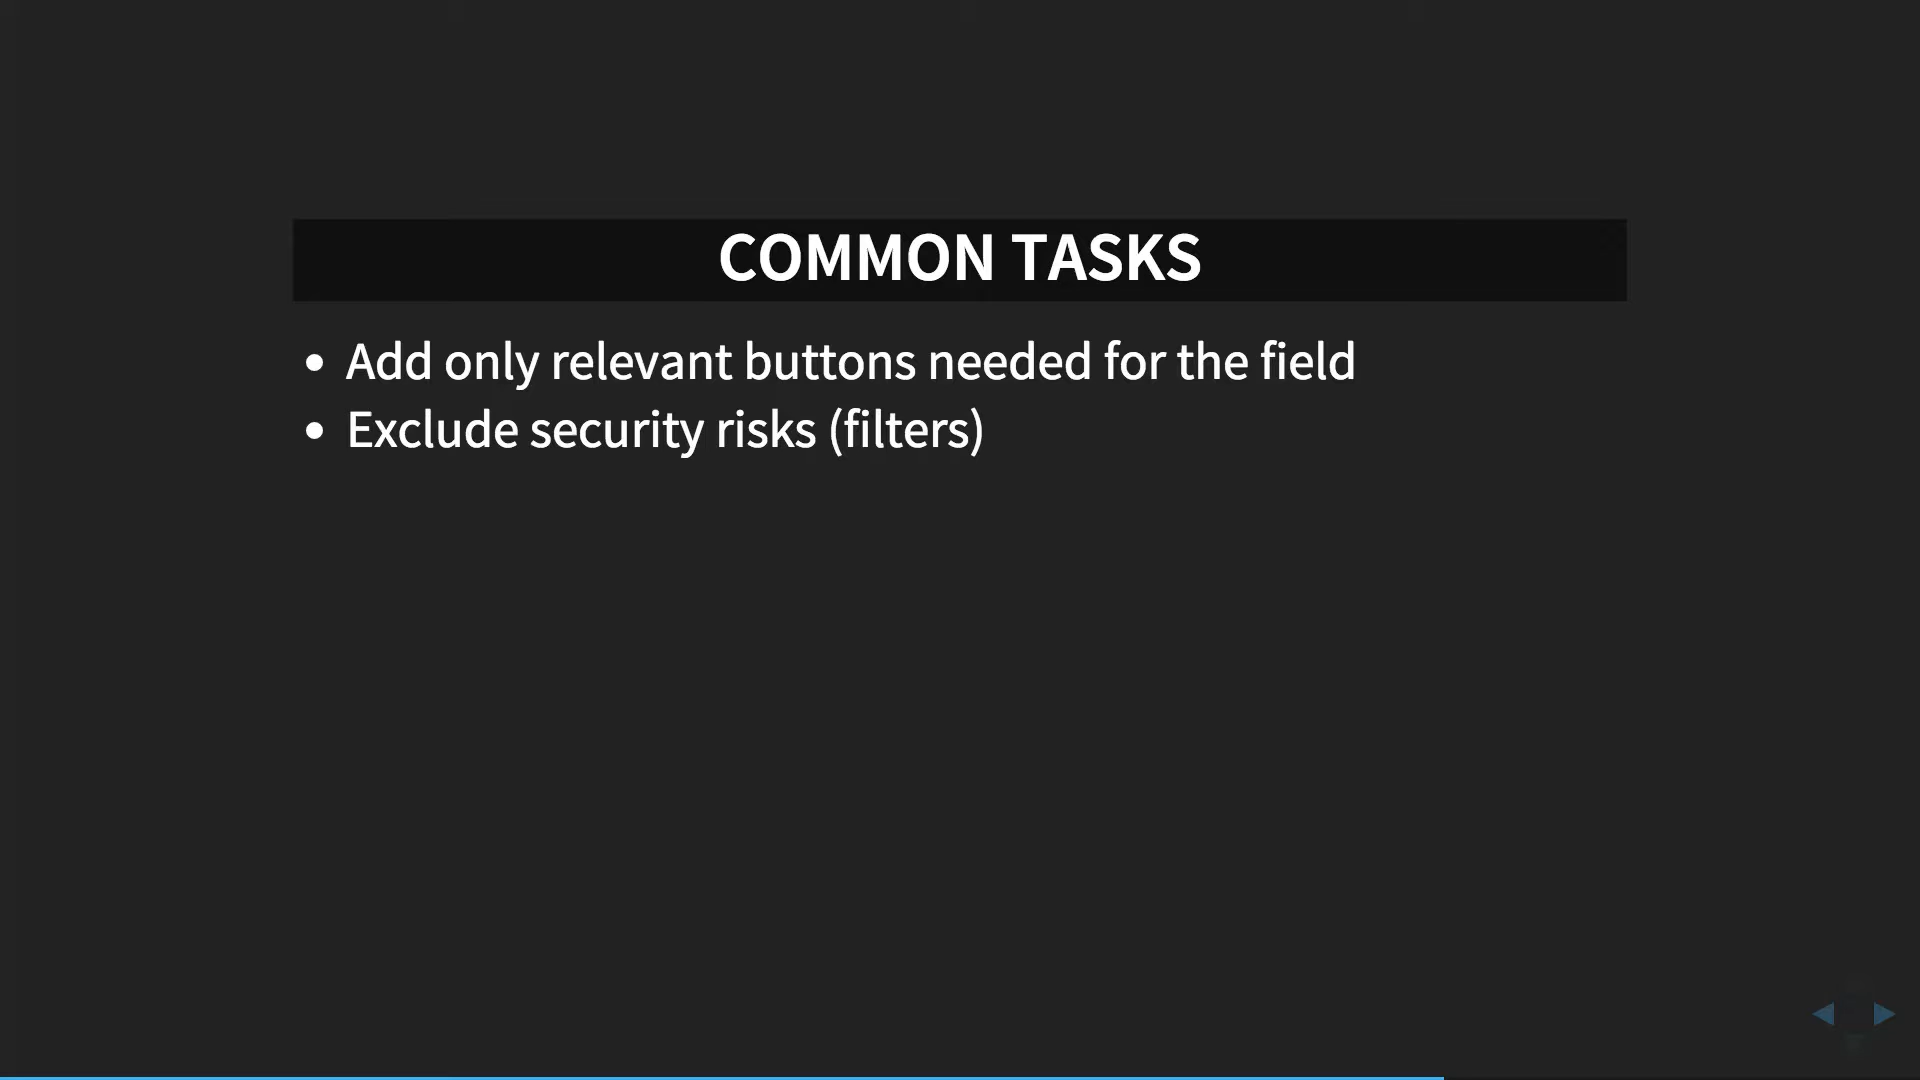 COMMON TASKS
• Add only relevant buttons needed for the field
• Exclude security risks (filters)